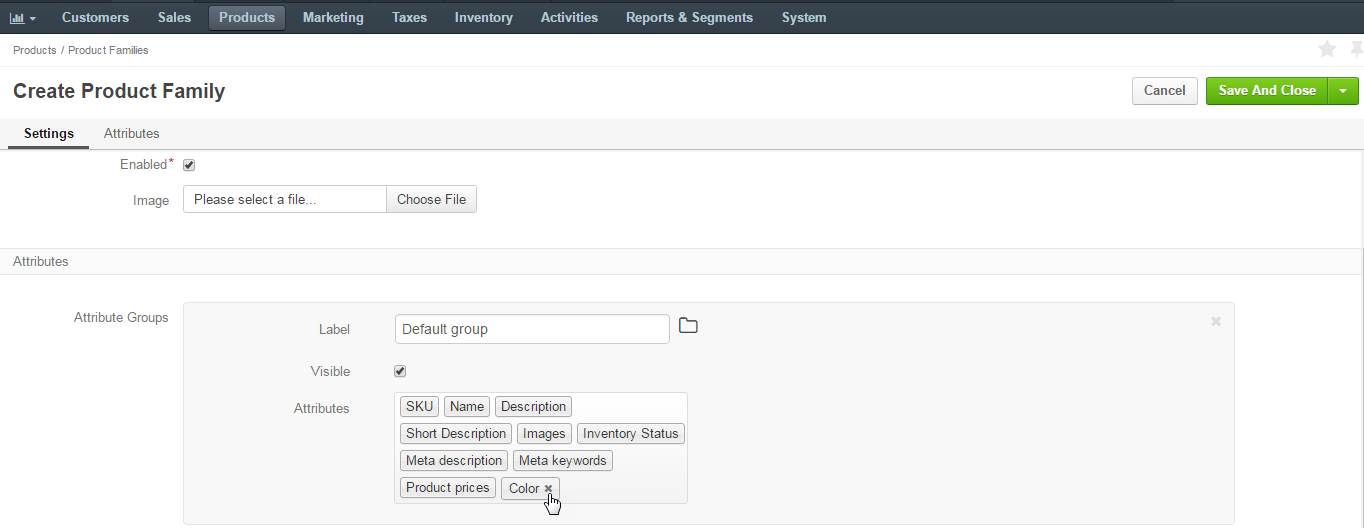 Customers Sales Products Marketing Taxes Inventory Activities Reports & Segments System
Products / Product Families
Create Product Family
Cancel Save And Close
Settings Attributes
Enabled*
Image Please select a file... Choose File
Attributes
Attribute Groups
Label Default group
Visible
Attributes SKU Name Description
Short Description Images Inventory Status
Meta description Meta keywords
Product prices Color